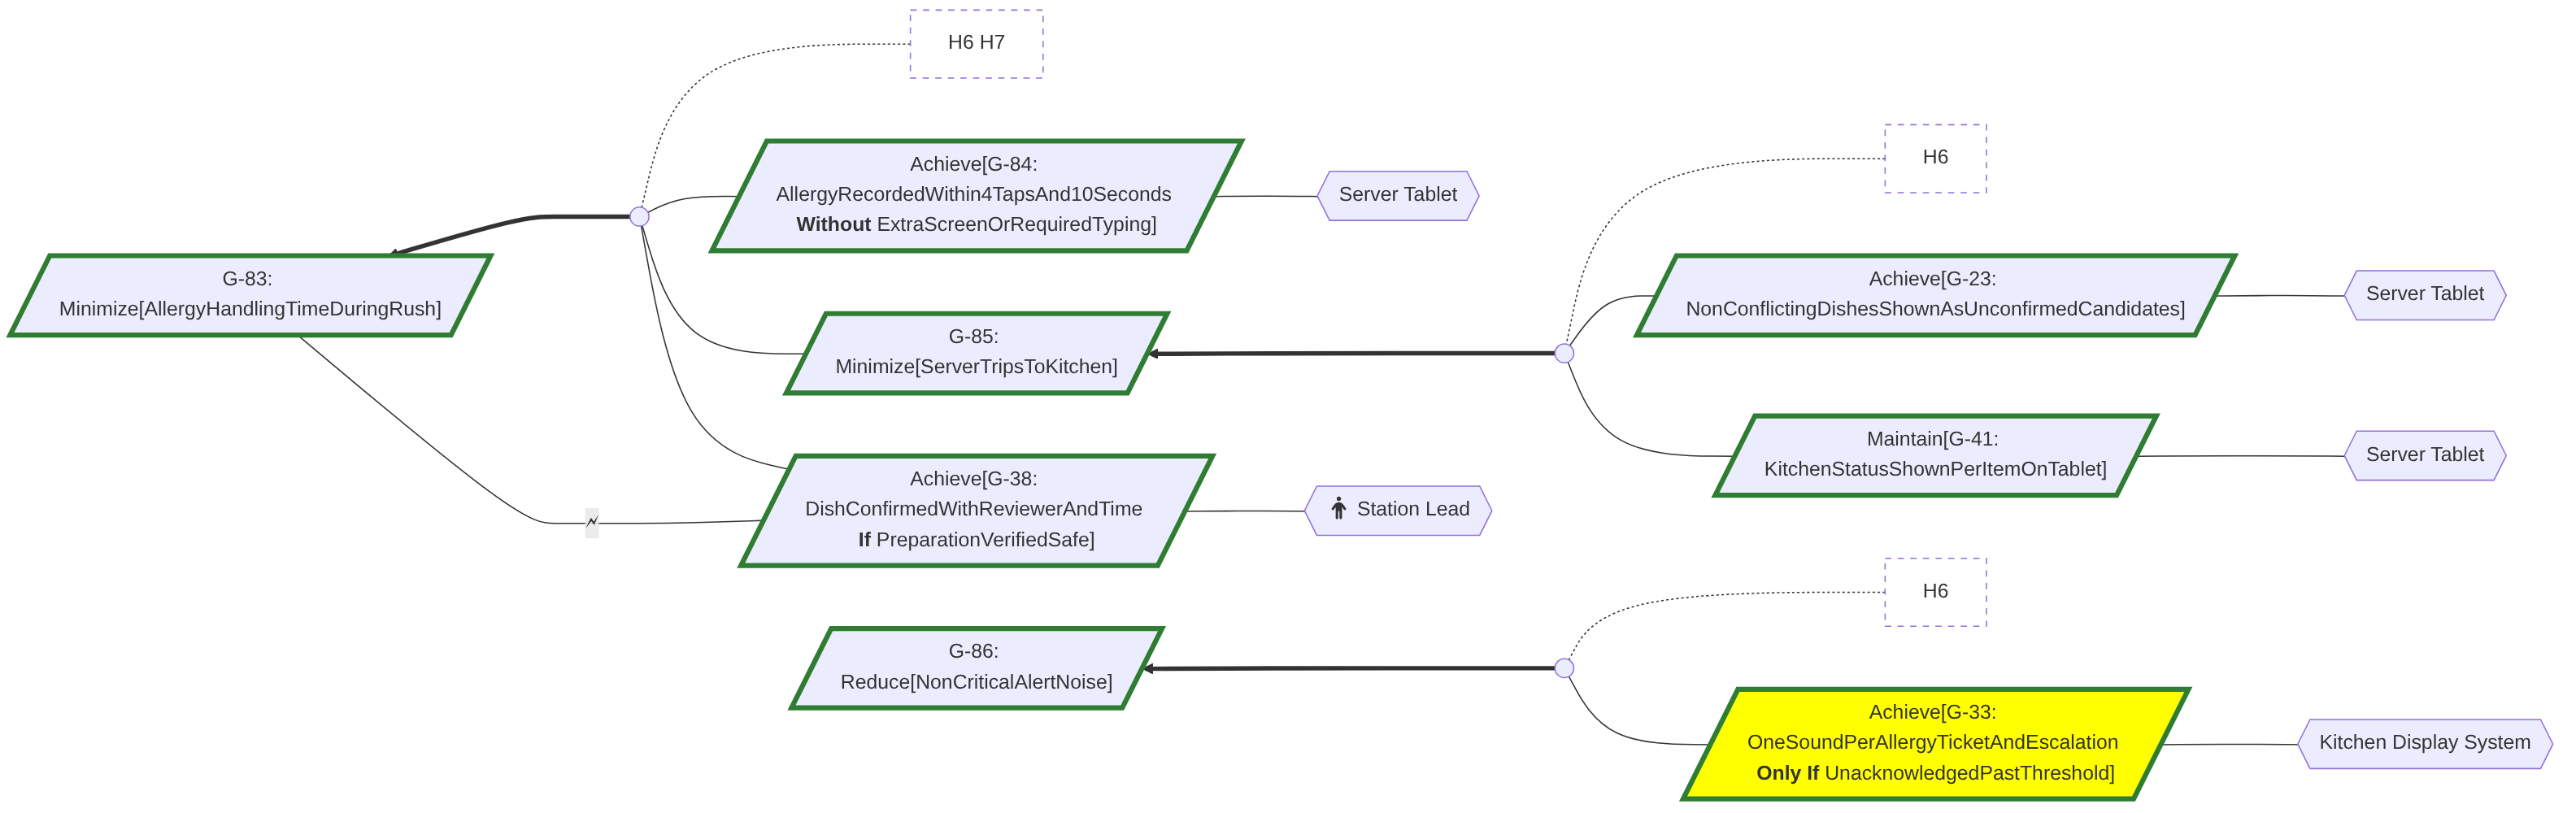 H6 H7
H6
Achieve[G-84:
AllergyRecordedWithin4TapsAnd10Seconds
Without ExtraScreenOrRequiredTyping]
Server Tablet
G-83:
Minimize[AllergyHandlingTimeDuringRush]
Achieve[G-23:
NonConflictingDishesShownAsUnconfirmedCandidates]
Server Tablet
G-85:
Minimize[ServerTripsToKitchen]
Maintain[G-41:
KitchenStatusShownPerItemOnTablet]
Server Tablet
Achieve[G-38:
DishConfirmedWithReviewerAndTime
If PreparationVerifiedSafe]
Station Lead
H6
G-86:
Reduce[NonCriticalAlertNoise]
Achieve[G-33:
OneSoundPerAllergyTicketAndEscalation
Only If UnacknowledgedPastThreshold]
Kitchen Display System